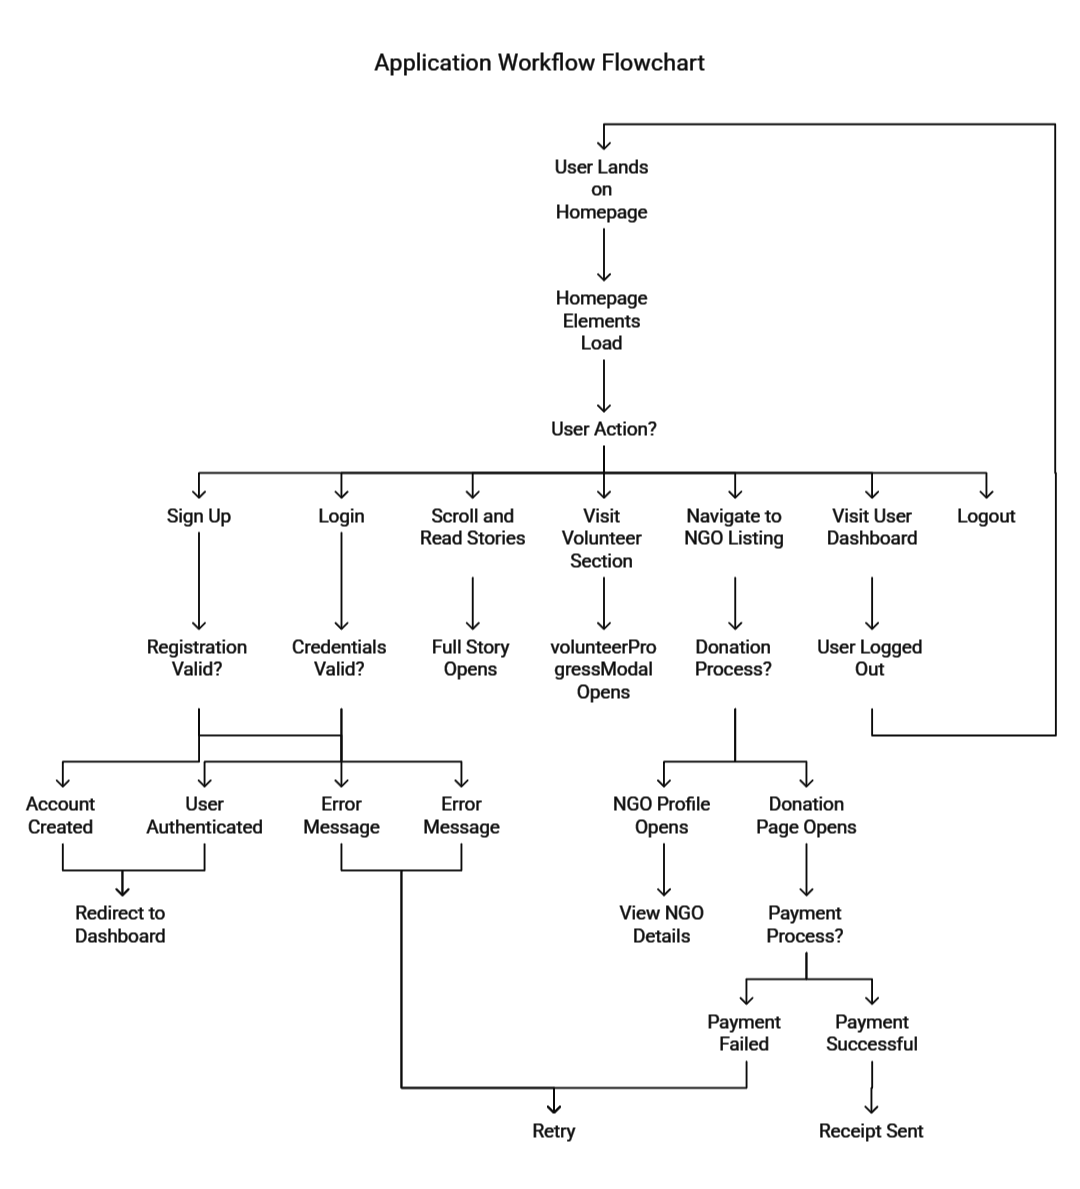 Application Workflow Flowchart
User Lands
on
Homepage
Homepage
Elements
Load
User Action?
Sign Up
Login
Scroll and
Read Stories
Visit
Volunteer
Section
Navigate to
NGO Listing
Visit User
Dashboard
Logout
Registration
Valid?
Credentials
Valid?
Full Story
Opens
volunteerPro
gressModal
Opens
Donation
Process?
User Logged
Out
Account
Created
User
Authenticated
Error
Message
Error
Message
NGO Profile
Opens
Donation
Page Opens
Redirect to
Dashboard
View NGO
Details
Payment
Process?
Payment
Failed
Payment
Successful
Retry
Receipt Sent